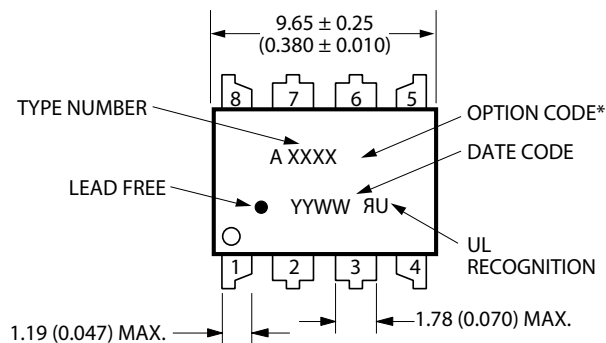 9.65 ± 0.25
(0.380 ± 0.010)
8 7 6 5
TYPE NUMBER
OPTION CODE*
A XXXX
DATE CODE
LEAD FREE
YYWW ЯU
UL
RECOGNITION
1 2 3 4
1.19 (0.047) MAX.
1.78 (0.070) MAX.